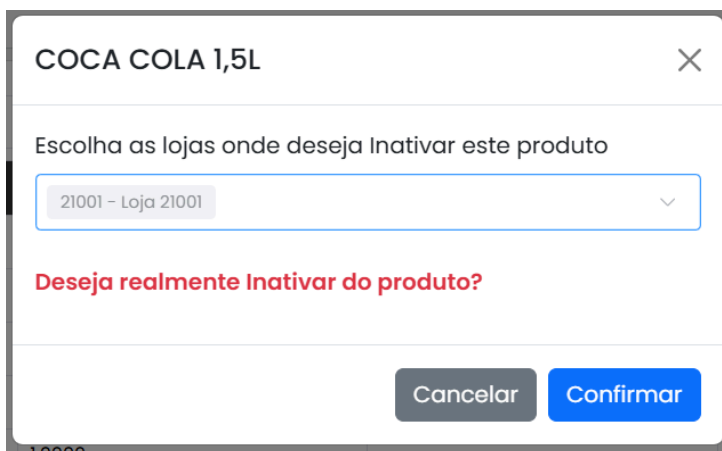 COCA COLA 1,5L
Escolha as lojas onde deseja Inativar este produto
21001 - Loja 21001
Deseja realmente Inativar do produto?
Cancelar
Confirmar